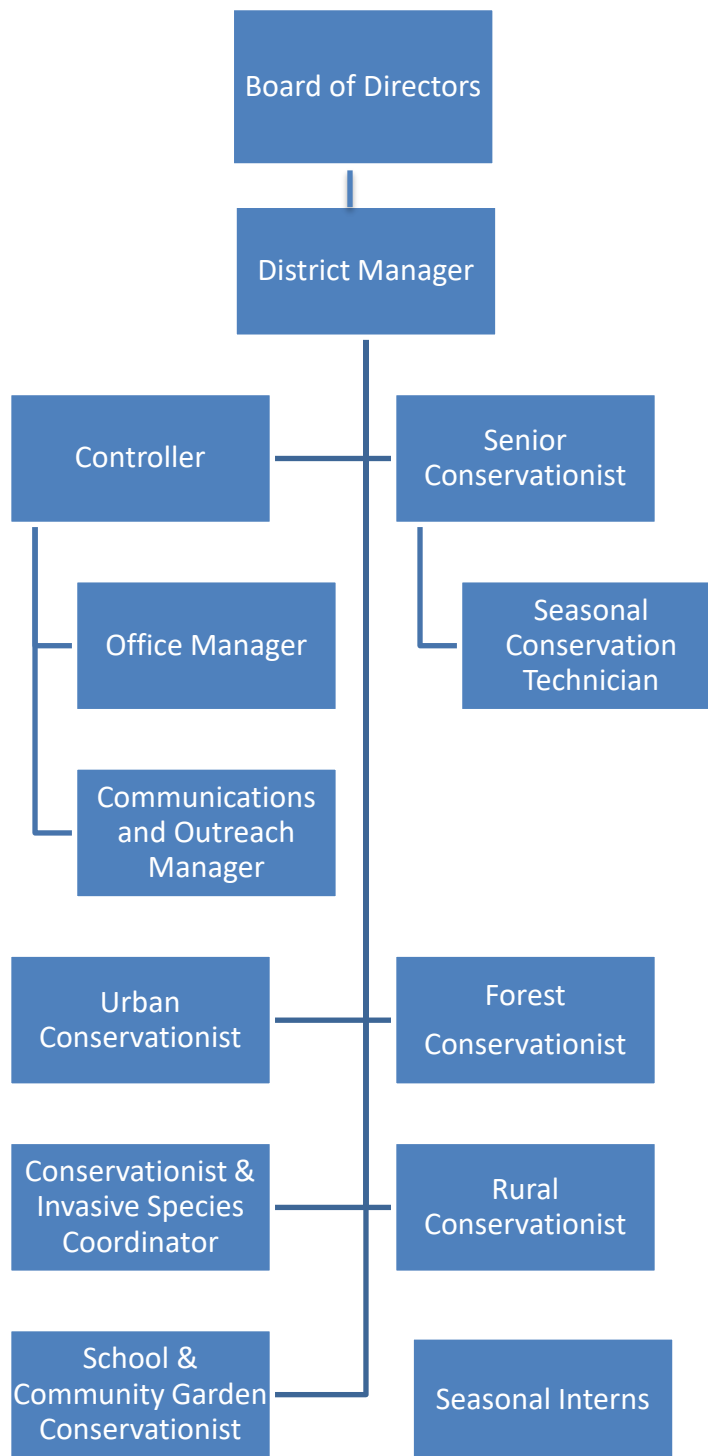 Board of Directors
District Manager
Controller
Senior
Conservationist
Office Manager
Seasonal
Conservation
Technician
Communications
and Outreach
Manager
Urban
Conservationist
Forest
Conservationist
Conservationist &
Invasive Species
Coordinator
Rural
Conservationist
School &
Community Garden
Conservationist
Seasonal Interns